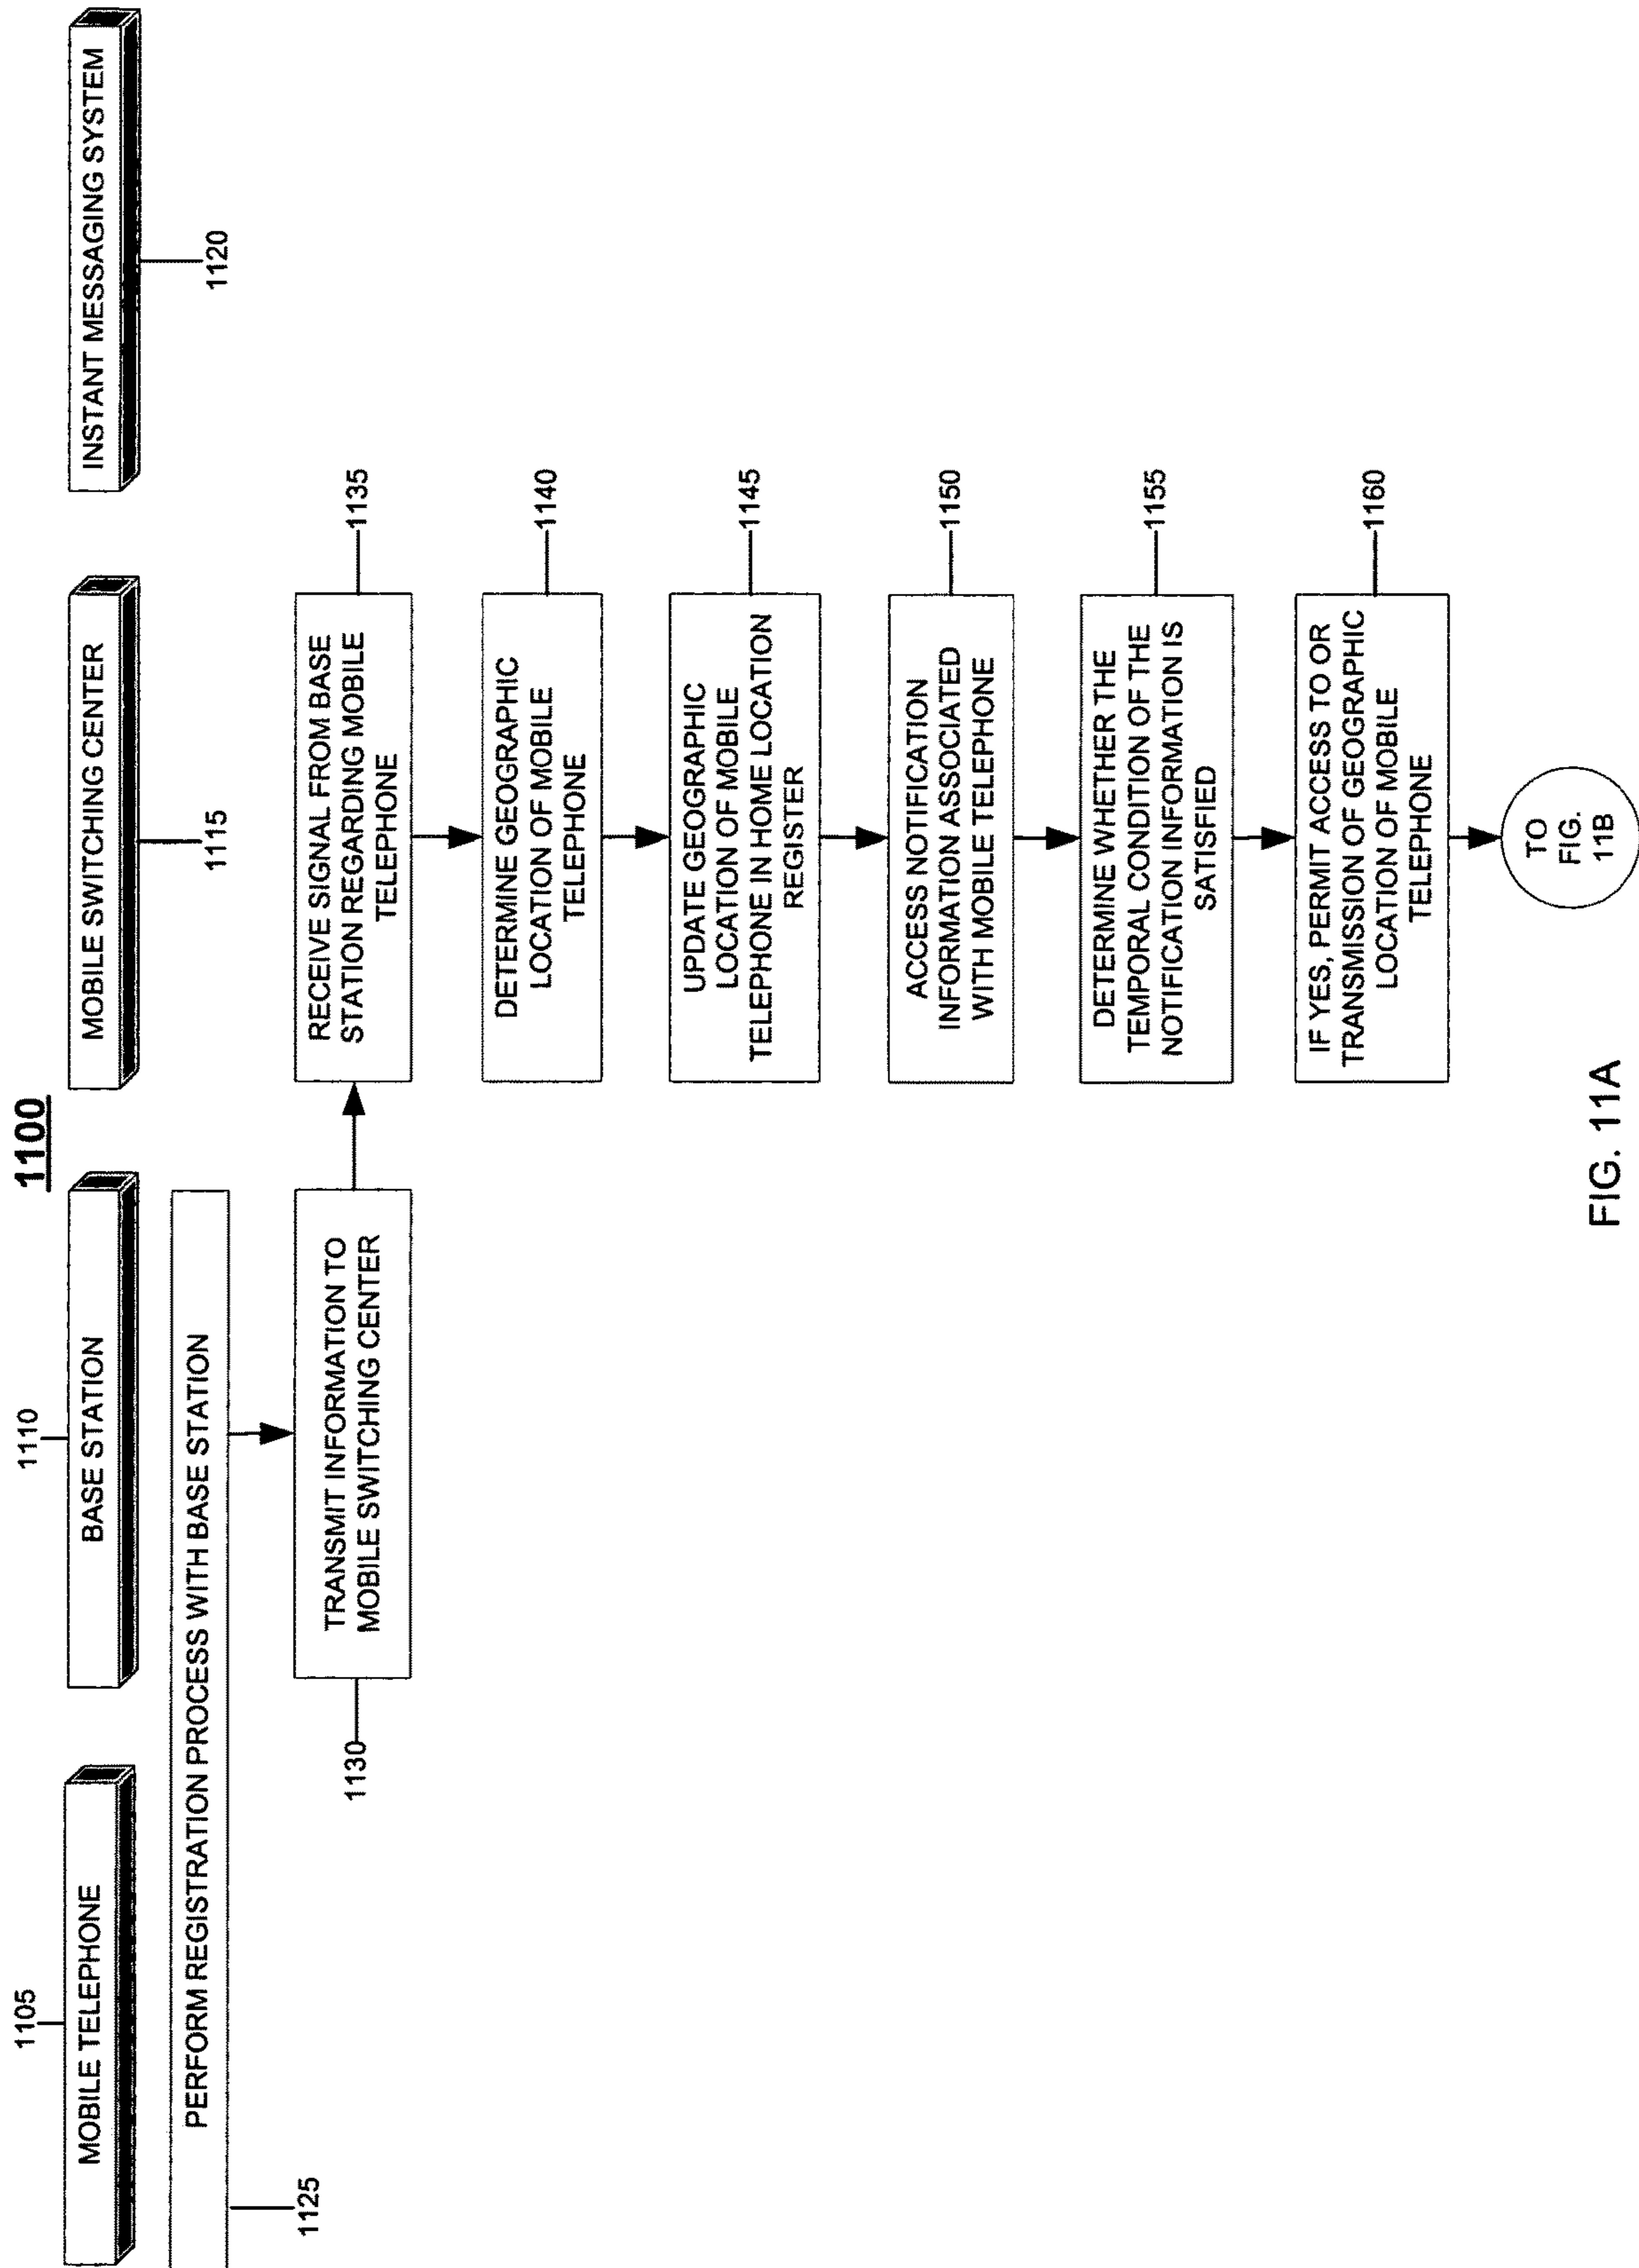 1100
1105
1110
MOBILE TELEPHONE
BASE STATION
MOBILE SWITCHING CENTER
INSTANT MESSAGING SYSTEM
1115
1120
PERFORM REGISTRATION PROCESS WITH BASE STATION
1125
TRANSMIT INFORMATION TO
MOBILE SWITCHING CENTER
1130
RECEIVE SIGNAL FROM BASE
STATION REGARDING MOBILE
TELEPHONE
1135
DETERMINE GEOGRAPHIC
LOCATION OF MOBILE
TELEPHONE
1140
UPDATE GEOGRAPHIC
LOCATION OF MOBILE
TELEPHONE IN HOME LOCATION
REGISTER
1145
ACCESS NOTIFICATION
INFORMATION ASSOCIATED
WITH MOBILE TELEPHONE
1150
DETERMINE WHETHER THE
TEMPORAL CONDITION OF THE
NOTIFICATION INFORMATION IS
SATISFIED
1155
IF YES, PERMIT ACCESS TO OR
TRANSMISSION OF GEOGRAPHIC
LOCATION OF MOBILE
TELEPHONE
1160
TO
FIG.
11B
FIG. 11A